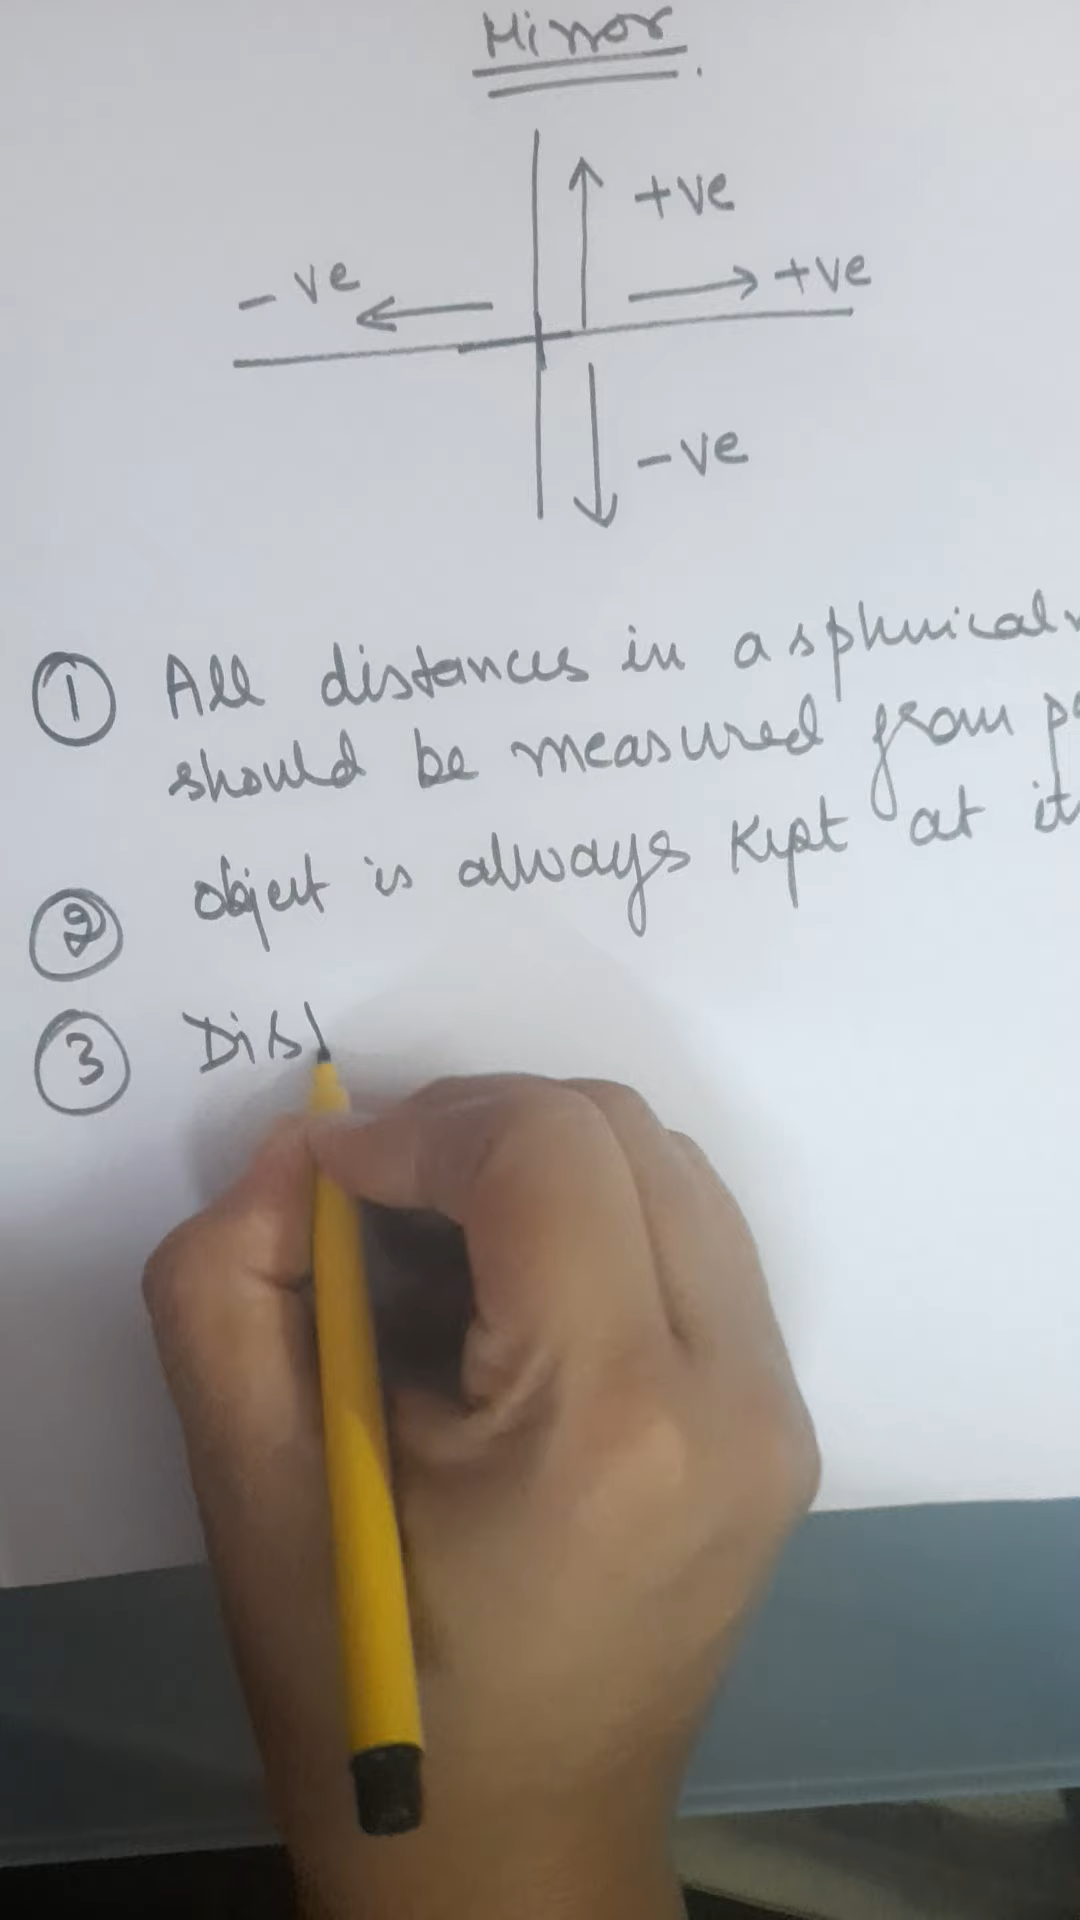 Mirror
+ve
-ve
+ve
-ve
① All distances in a spherical
should be measured from
② object is always kept at
③ Dis